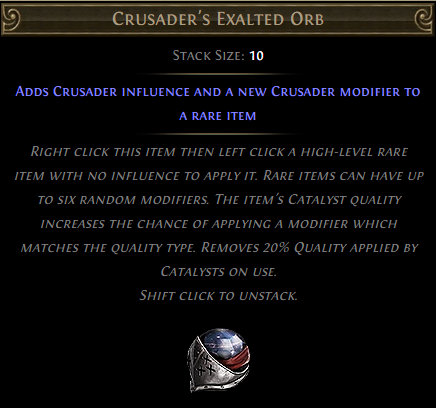 Crusader's Exalted Orb
Stack Size: 10
Adds Crusader influence and a new Crusader modifier to
a rare item
Right click this item then left click a high-level rare
item with no influence to apply it. Rare items can have up
to six random modifiers. The item's Catalyst quality
increases the chance of applying a modifier which
matches the quality type. Removes 20% Quality applied by
Catalysts on use.
Shift click to unstack.